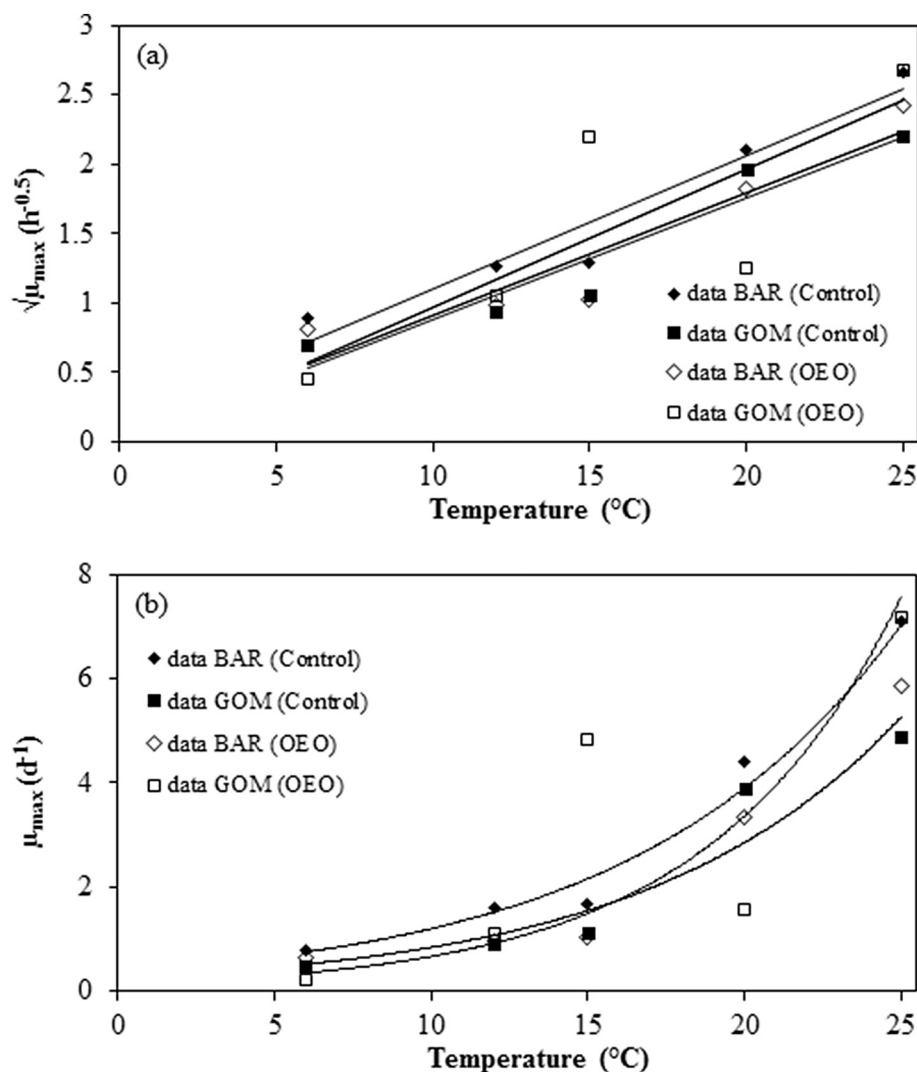 (a)
3
2.5
2
1.5
1
0.5
0
√μmax (h-0.5)
data BAR (Control)
data GOM (Control)
data BAR (OEO)
data GOM (OEO)
0 5 10 15 20 25
Temperature (°C)
(b)
8
6
4
2
0
μmax (d-1)
data BAR (Control)
data GOM (Control)
data BAR (OEO)
data GOM (OEO)
0 5 10 15 20 25
Temperature (°C)